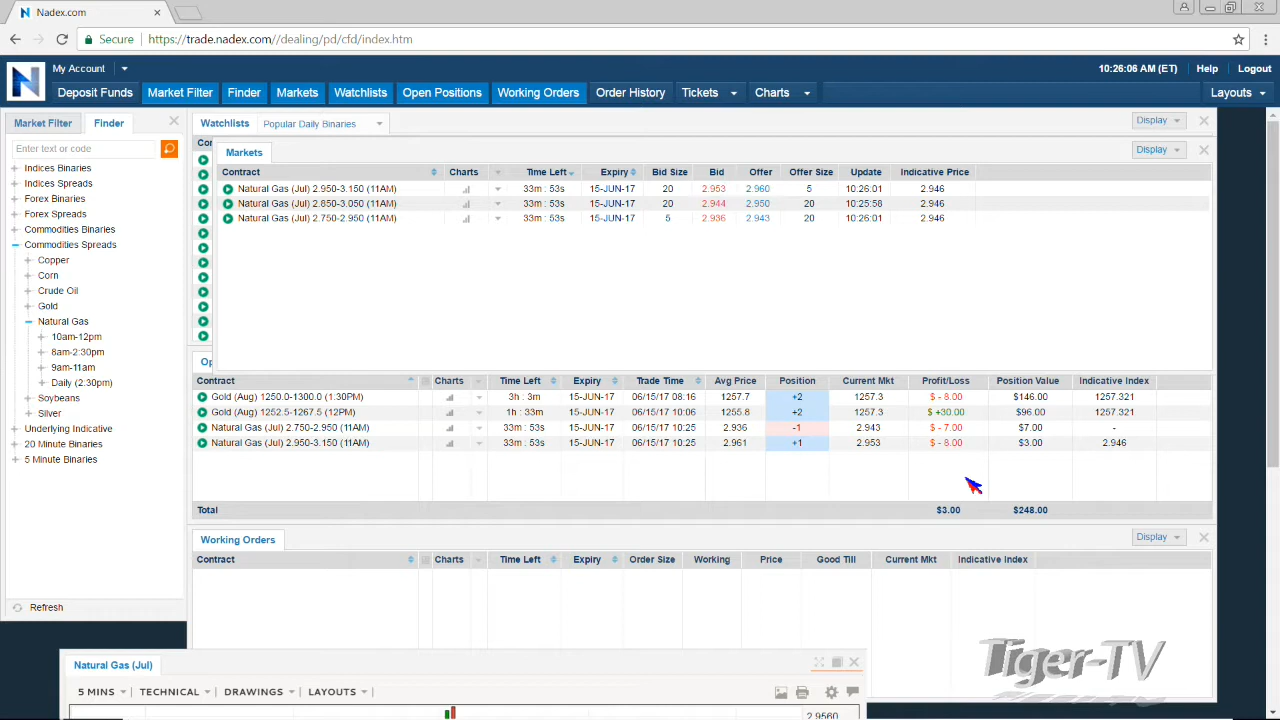 Nadex.com
Secure https://trade.nadex.com//dealing/pd/cfd/index.htm
My Account 10:26:06 AM (ET) Help Logout
Deposit Funds Market Filter Finder Markets Watchlists Open Positions Working Orders Order History Tickets Charts Layouts
Market Filter Finder
Enter text or code
Indices Binaries
Indices Spreads
Forex Binaries
Forex Spreads
Commodities Binaries
Commodities Spreads
Copper
Corn
Crude Oil
Gold
Natural Gas
10am-12pm
8am-2:30pm
9am-11am
Daily (2:30pm)
Soybeans
Silver
Underlying Indicative
20 Minute Binaries
5 Minute Binaries
Refresh
Watchlists Popular Daily Binaries Display
Markets Display
Contract Charts Time Left Expiry Bid Size Bid Offer Offer Size Update Indicative Price
Natural Gas (Jul) 2.950-3.150 (11AM) 33m : 53s 15-JUN-17 20 2.953 2.960 5 10:26:01 2.946
Natural Gas (Jul) 2.850-3.050 (11AM) 33m : 53s 15-JUN-17 20 2.944 2.950 20 10:25:58 2.946
Natural Gas (Jul) 2.750-2.950 (11AM) 33m : 53s 15-JUN-17 5 2.936 2.943 20 10:26:01 2.946
Contract Charts Time Left Expiry Trade Time Avg Price Position Current Mkt Profit/Loss Position Value Indicative Index
Gold (Aug) 1250.0-1300.0 (1:30PM) 3h : 3m 15-JUN-17 06/15/17 08:16 1257.7 +2 1257.3 $ - 8.00 $146.00 1257.321
Gold (Aug) 1252.5-1267.5 (12PM) 1h : 33m 15-JUN-17 06/15/17 10:06 1255.8 +2 1257.3 $ +30.00 $96.00 1257.321
Natural Gas (Jul) 2.750-2.950 (11AM) 33m : 53s 15-JUN-17 06/15/17 10:25 2.936 -1 2.943 $ - 7.00 $7.00 -
Natural Gas (Jul) 2.950-3.150 (11AM) 33m : 53s 15-JUN-17 06/15/17 10:25 2.961 +1 2.953 $ - 8.00 $3.00 2.946
Total $3.00 $248.00
Working Orders Display
Contract Charts Time Left Expiry Order Size Working Price Good Till Current Mkt Indicative Index
Natural Gas (Jul)
5 MINS TECHNICAL DRAWINGS LAYOUTS
2.9560
Tiger-TV